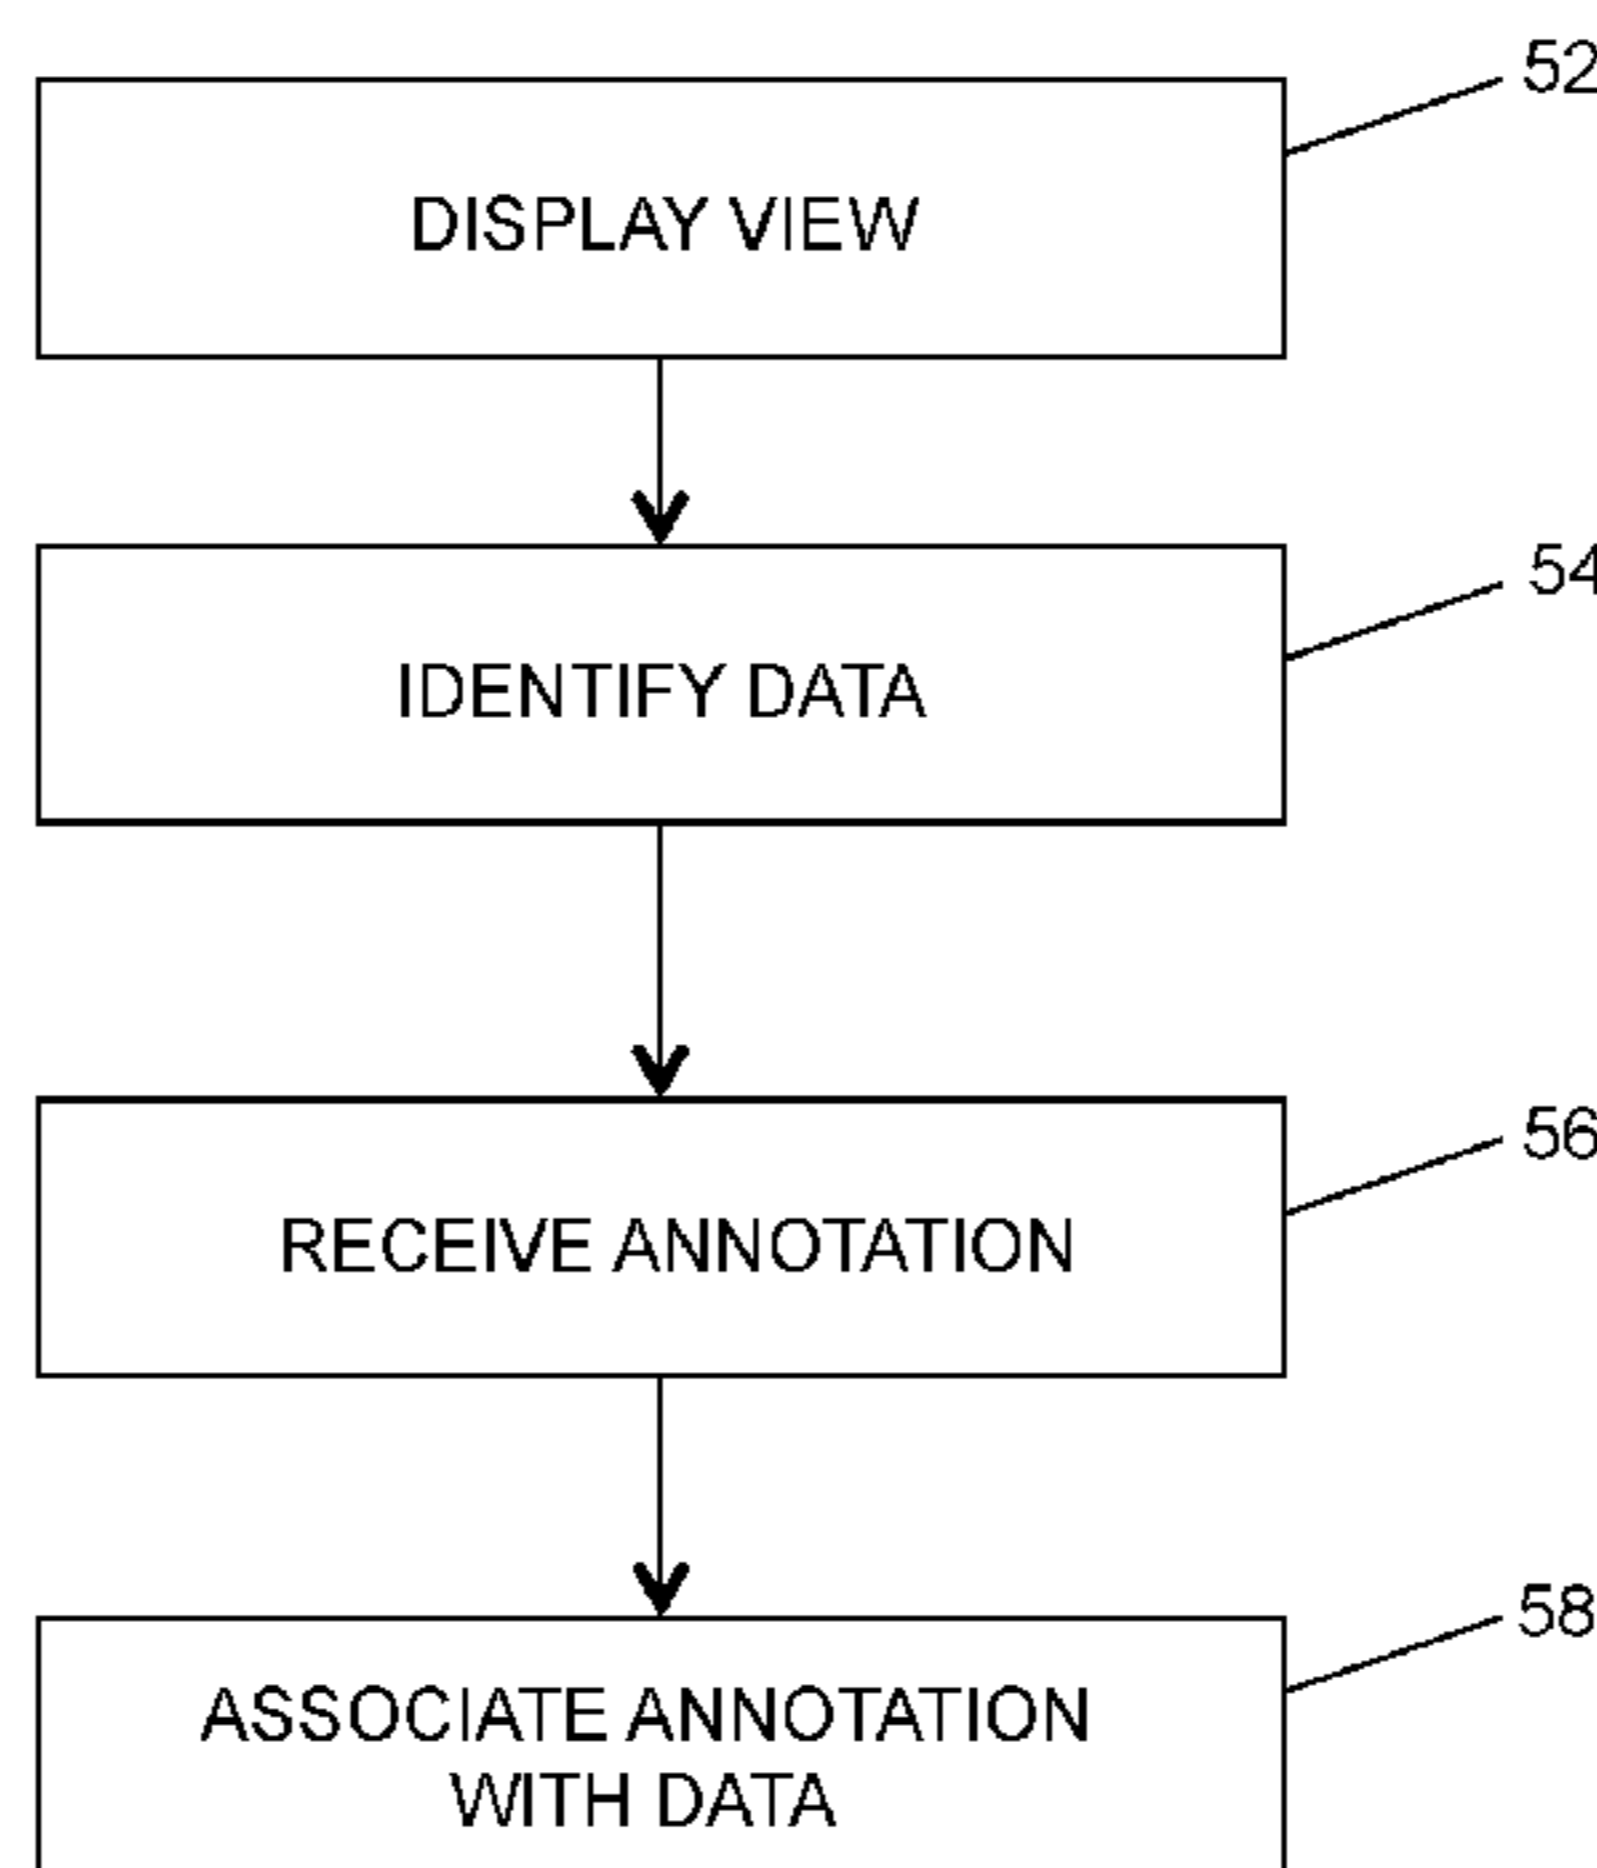 52
DISPLAY VIEW
54
IDENTIFY DATA
56
RECEIVE ANNOTATION
58
ASSOCIATE ANNOTATION
WITH DATA